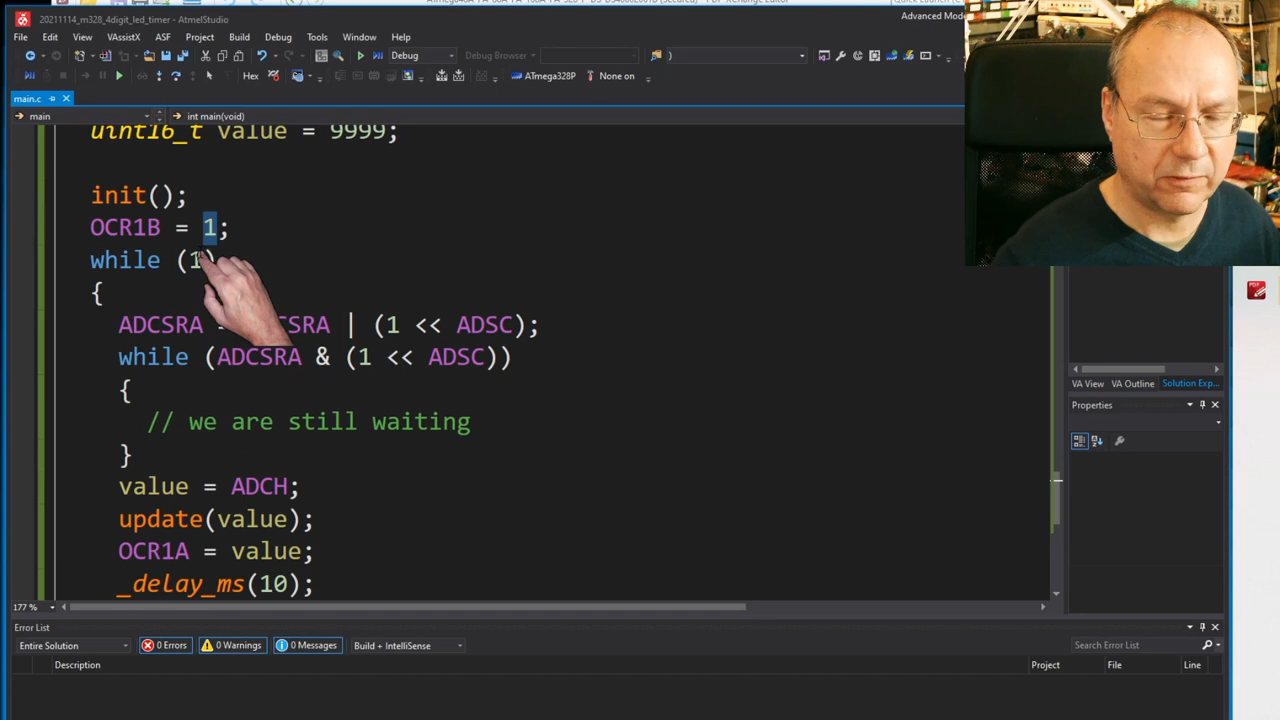 20211114_m328_4digit_led_timer - AtmelStudio
Advanced Mode
File Edit View VAssistX ASF Project Build Debug Tools Window Help
Debug Debug Browser )
Hex ATmega328P None on
main.c
main int main(void)
uint16_t value = 9999;
init();
OCR1B = 1;
while (1)
{
ADCSRA = ADCSRA | (1 << ADSC);
while (ADCSRA & (1 << ADSC))
{
// we are still waiting
}
value = ADCH;
update(value);
OCR1A = value;
_delay_ms(10);
VA View VA Outline Solution Exp...
Properties
177 %
Error List
Entire Solution 0 Errors 0 Warnings 0 Messages Build + IntelliSense Search Error List
Description Project File Line